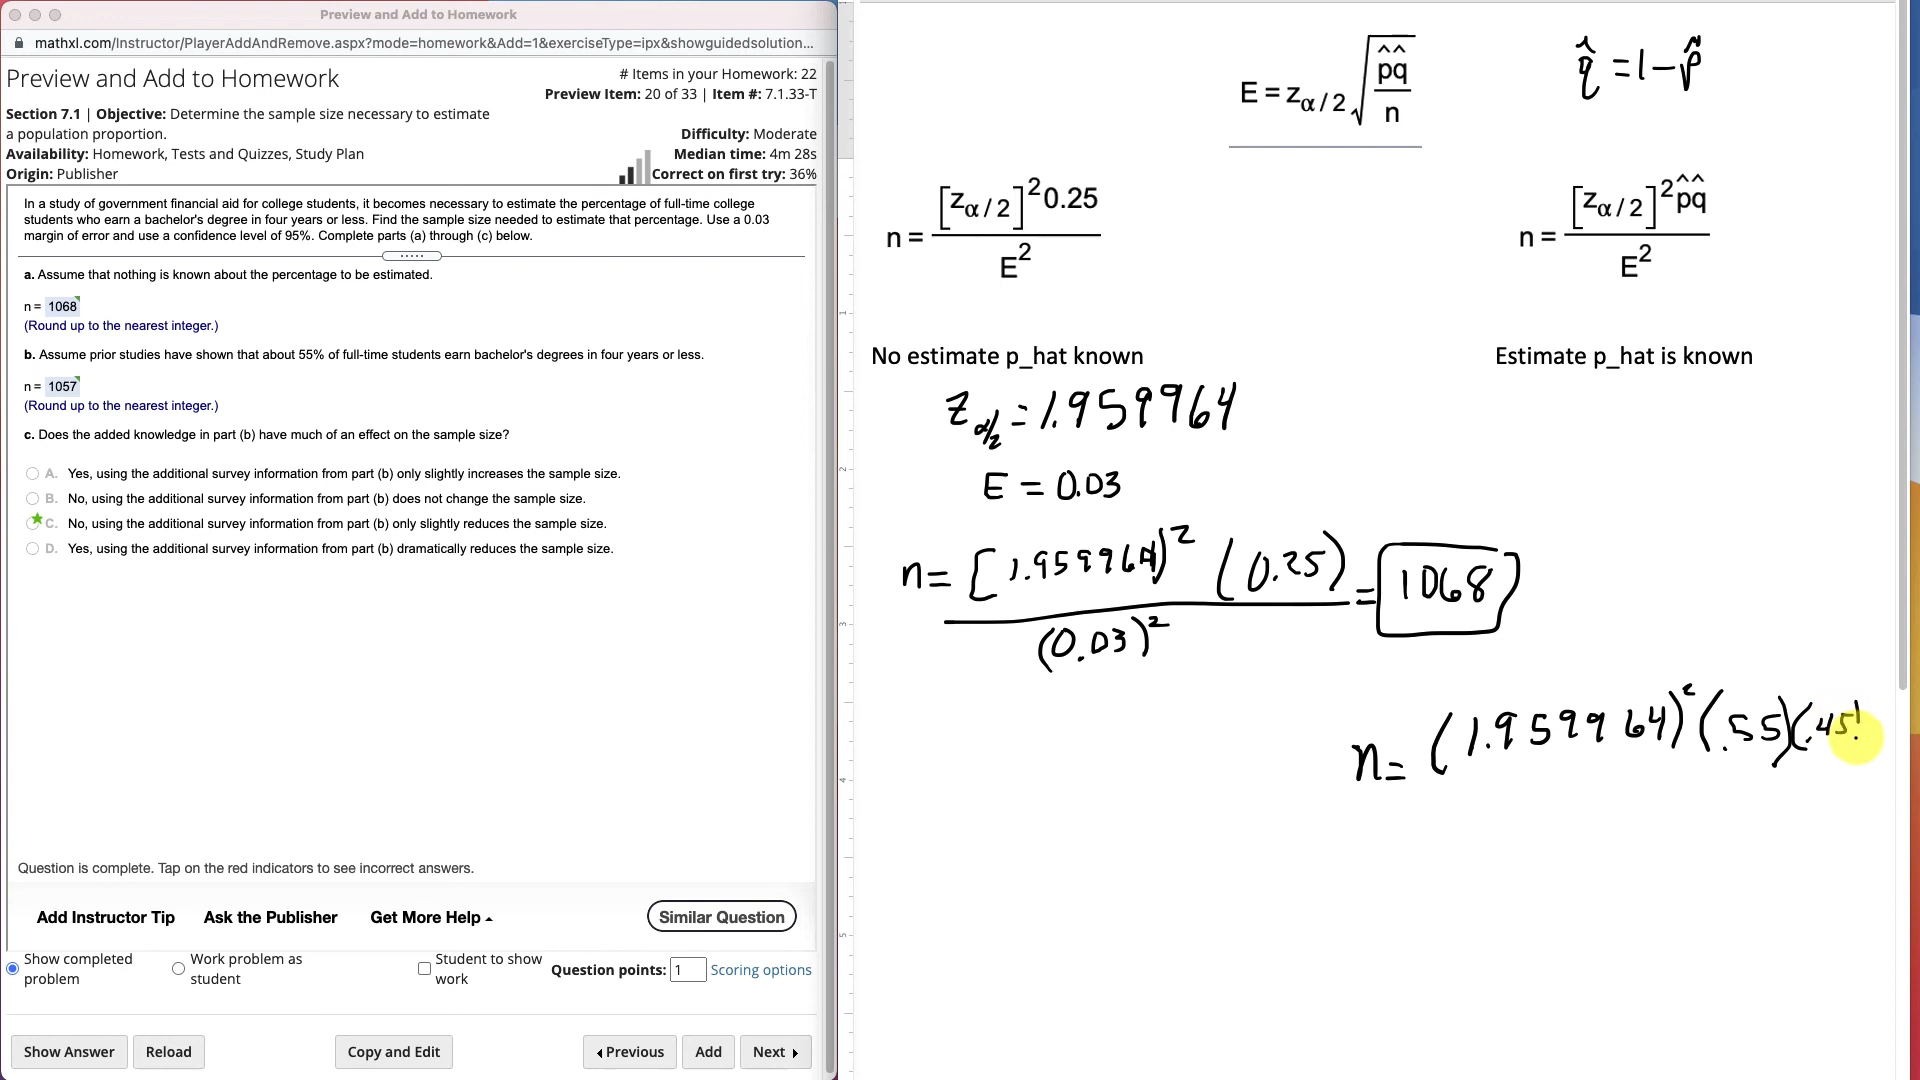 Preview and Add to Homework
mathxl.com/Instructor/PlayerAddAndRemove.aspx?mode=homework&Add=1&exerciseType=ipx&showguidedsolution...
Preview and Add to Homework
# Items in your Homework: 22
Preview Item: 20 of 33 | Item #: 7.1.33-T
Section 7.1 | Objective: Determine the sample size necessary to estimate
a population proportion.
Difficulty: Moderate
Availability: Homework, Tests and Quizzes, Study Plan
Median time: 4m 28s
Origin: Publisher
Correct on first try: 36%
In a study of government financial aid for college students, it becomes necessary to estimate the percentage of full-time college
students who earn a bachelor's degree in four years or less. Find the sample size needed to estimate that percentage. Use a 0.03
margin of error and use a confidence level of 95%. Complete parts (a) through (c) below.
a. Assume that nothing is known about the percentage to be estimated.
n = 1068
(Round up to the nearest integer.)
b. Assume prior studies have shown that about 55% of full-time students earn bachelor's degrees in four years or less.
n = 1057
(Round up to the nearest integer.)
c. Does the added knowledge in part (b) have much of an effect on the sample size?
A. Yes, using the additional survey information from part (b) only slightly increases the sample size.
B. No, using the additional survey information from part (b) does not change the sample size.
C. No, using the additional survey information from part (b) only slightly reduces the sample size.
D. Yes, using the additional survey information from part (b) dramatically reduces the sample size.
Question is complete. Tap on the red indicators to see incorrect answers.
Add Instructor Tip Ask the Publisher Get More Help Similar Question
Show completed problem
Work problem as student
Student to show work
Question points: 1 Scoring options
Show Answer Reload Copy and Edit Previous Add Next
E = zα/2 √(p̂q̂/n)
q̂ = 1 − p̂
n = [zα/2]² 0.25 / E²
n = [zα/2]² p̂q̂ / E²
No estimate p_hat known
Estimate p_hat is known
zα/2 = 1.959964
E = 0.03
n = [1.959964)² (0.25) / (0.03)² = 1068
n = (1.959964)² (.55)(.45
1
2
3
4
5